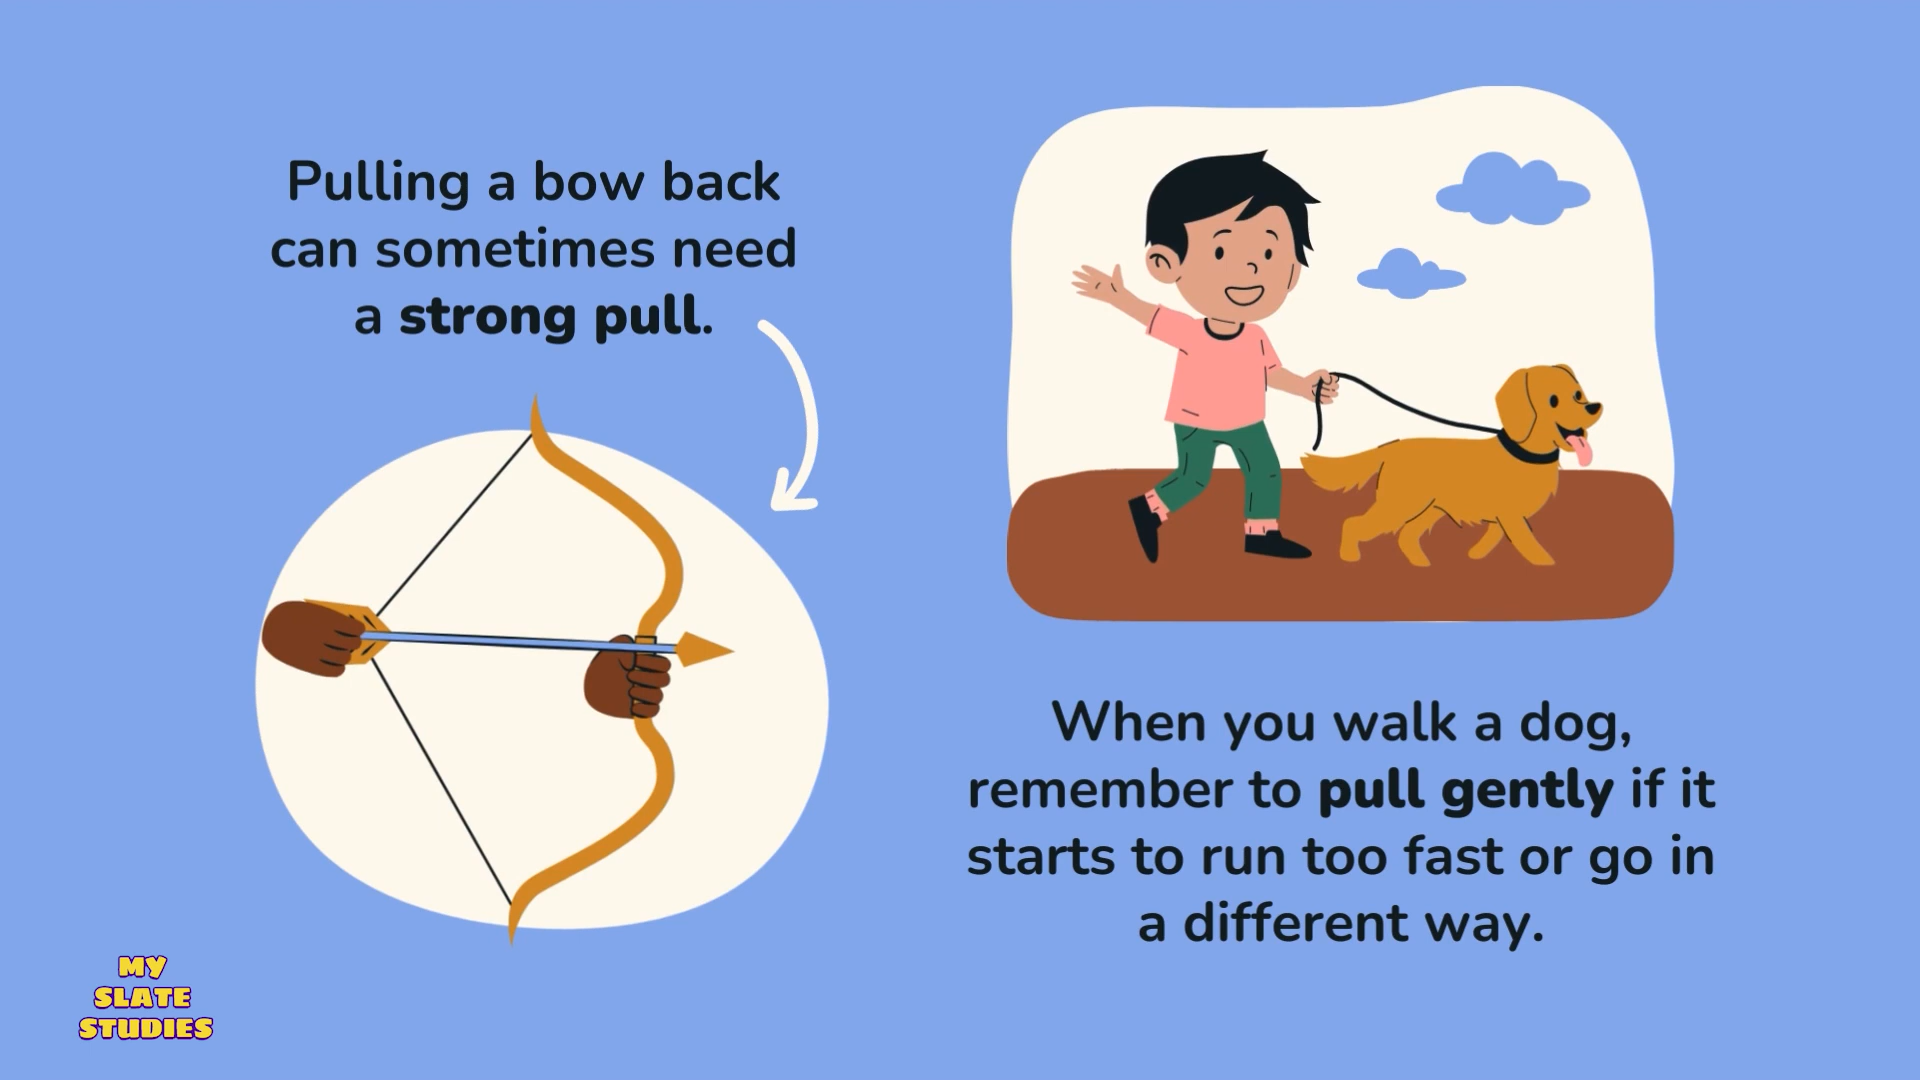 Pulling a bow back
can sometimes need
a strong pull.
When you walk a dog,
remember to pull gently if it
starts to run too fast or go in
a different way.
MY
SLATE
STUDIES